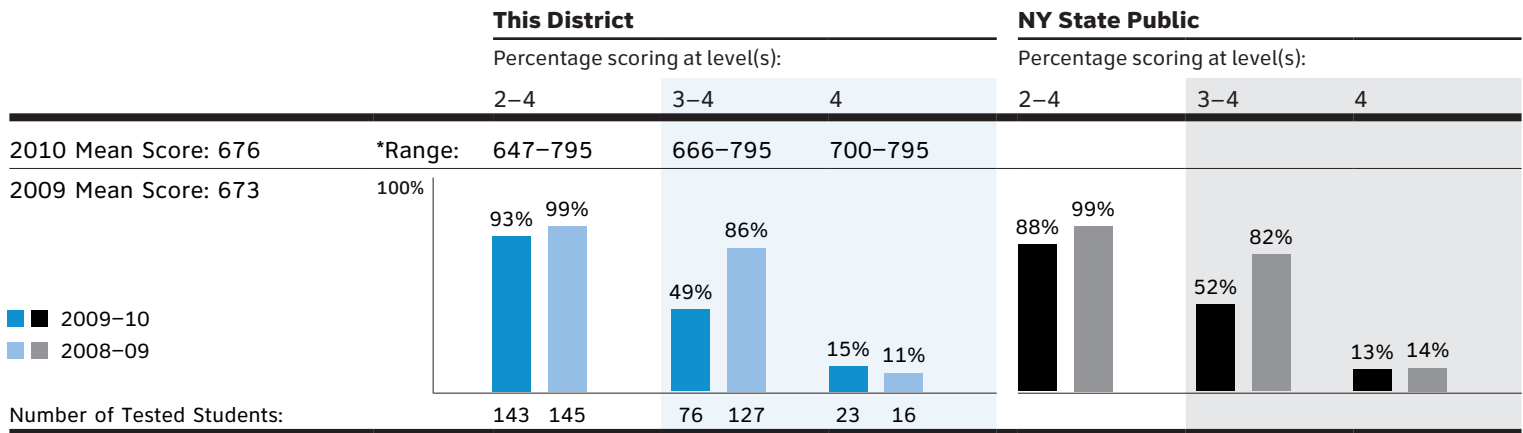 This District NY State Public
Percentage scoring at level(s): Percentage scoring at level(s):
2–4 3–4 4 2–4 3–4 4
2010 Mean Score: 676 *Range: 647–795 666–795 700–795
2009 Mean Score: 673 100%
93% 99% 86% 88% 99% 82%
49% 52%
15% 11% 13% 14%
2009–10
2008–09
Number of Tested Students: 143 145 76 127 23 16